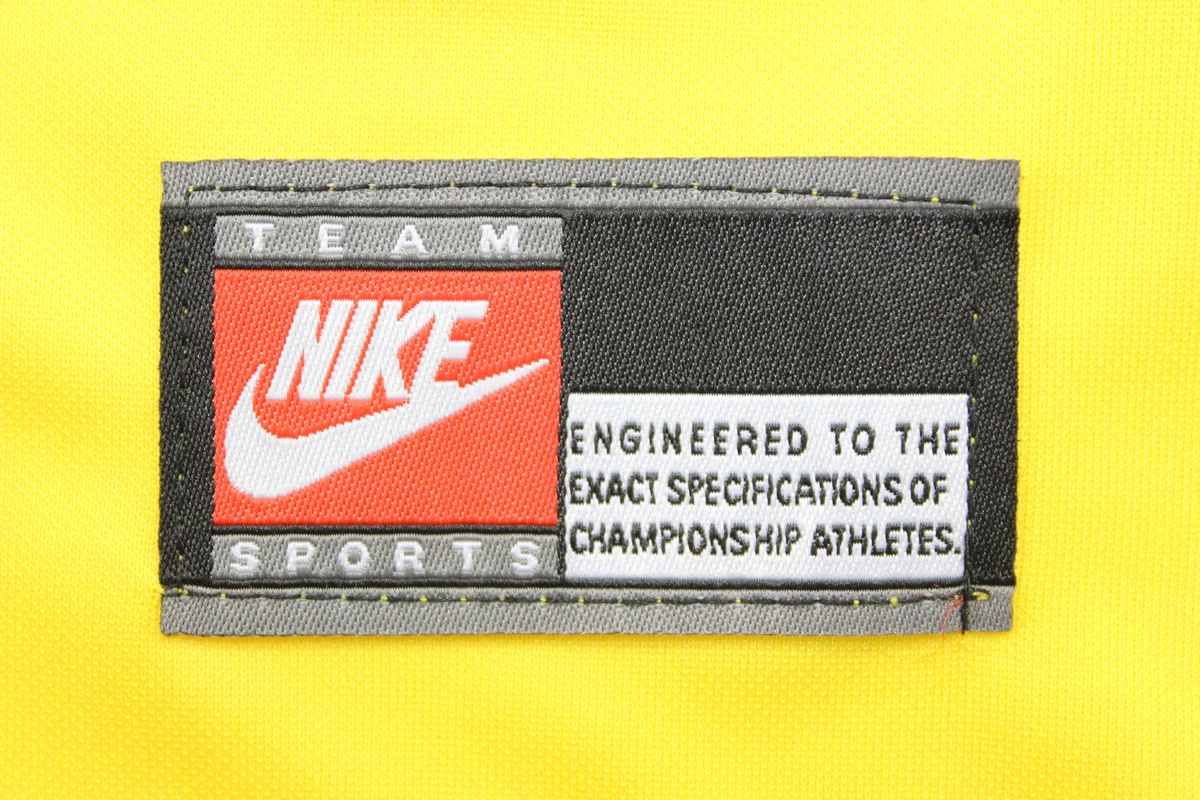 TEAM
NIKE
SPORTS
ENGINEERED TO THE
EXACT SPECIFICATIONS OF
CHAMPIONSHIP ATHLETES.